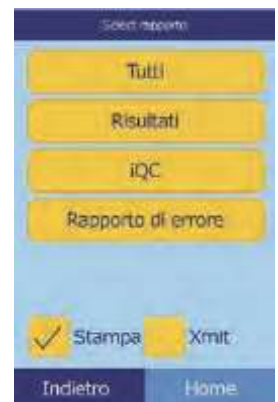 Select rapporto
Tutti
Risultati
iQC
Rapporto di errore
Stampa Xmit
Indietro Home